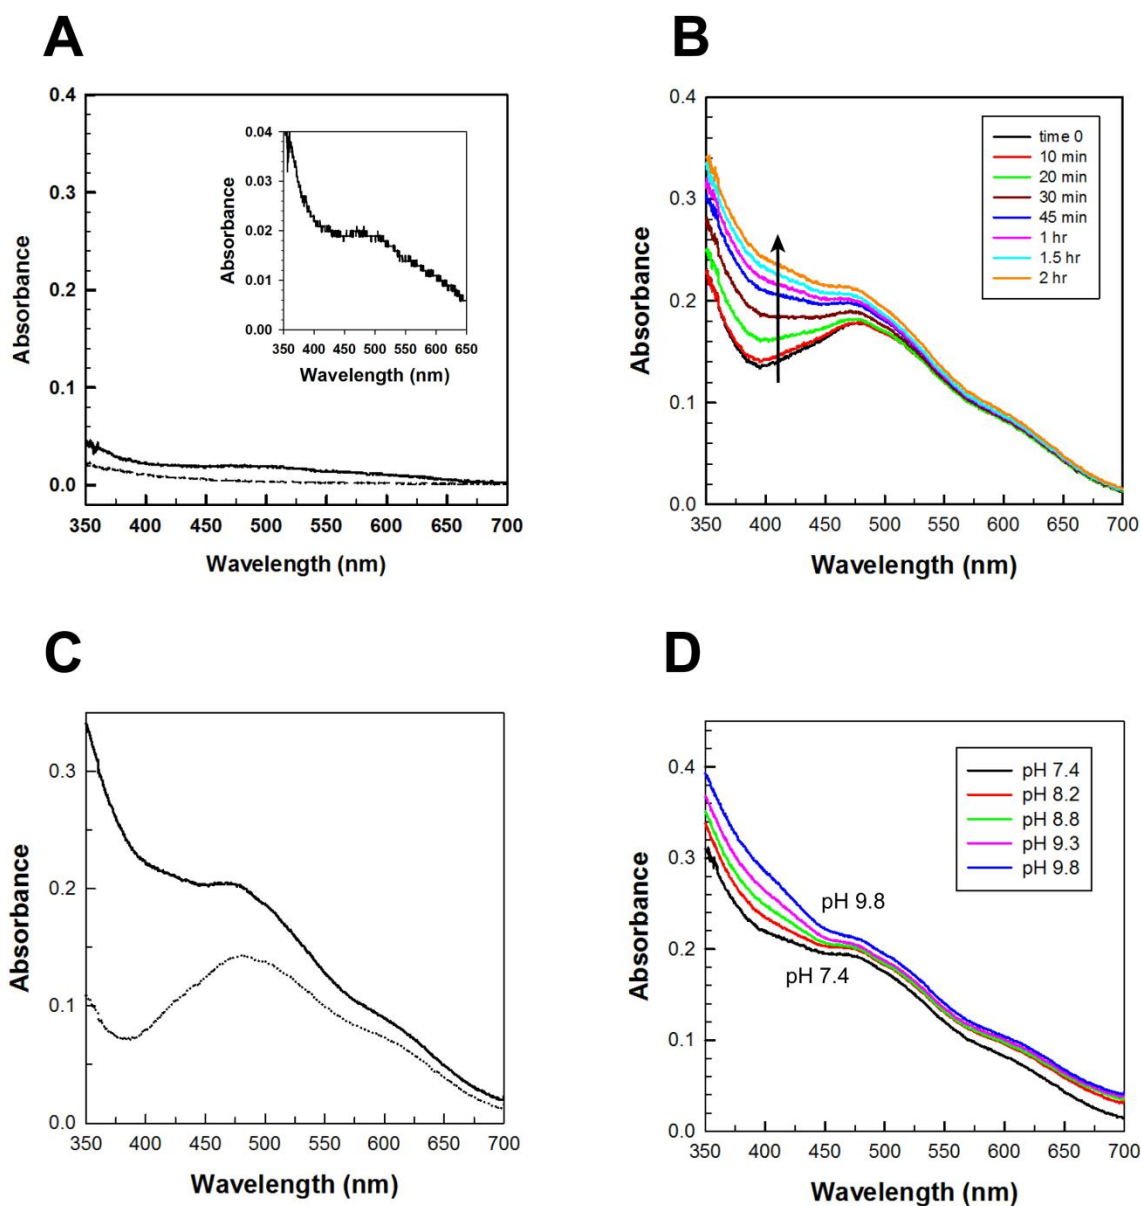 A
0.4
0.3
0.2
0.1
0.0
Absorbance
350 400 450 500 550 600 650 700
Wavelength (nm)
0.04
0.03
0.02
0.01
0.00
Absorbance
350 400 450 500 550 600 650
Wavelength (nm)
B
0.4
0.3
0.2
0.1
0.0
Absorbance
350 400 450 500 550 600 650 700
Wavelength (nm)
time 0
10 min
20 min
30 min
45 min
1 hr
1.5 hr
2 hr
C
0.3
0.2
0.1
0.0
Absorbance
350 400 450 500 550 600 650 700
Wavelength (nm)
D
0.4
0.3
0.2
0.1
0.0
Absorbance
350 400 450 500 550 600 650 700
Wavelength (nm)
pH 7.4
pH 8.2
pH 8.8
pH 9.3
pH 9.8
pH 9.8
pH 7.4